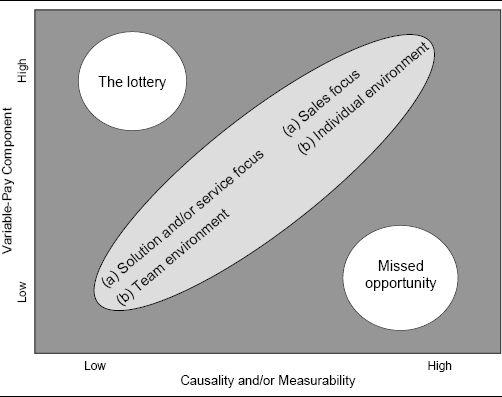 High
Variable-Pay Component
Low
The lottery
(a) Sales focus
(b) Individual environment
(a) Solution and/or service focus
(b) Team environment
Missed
opportunity
Low
High
Causality and/or Measurability